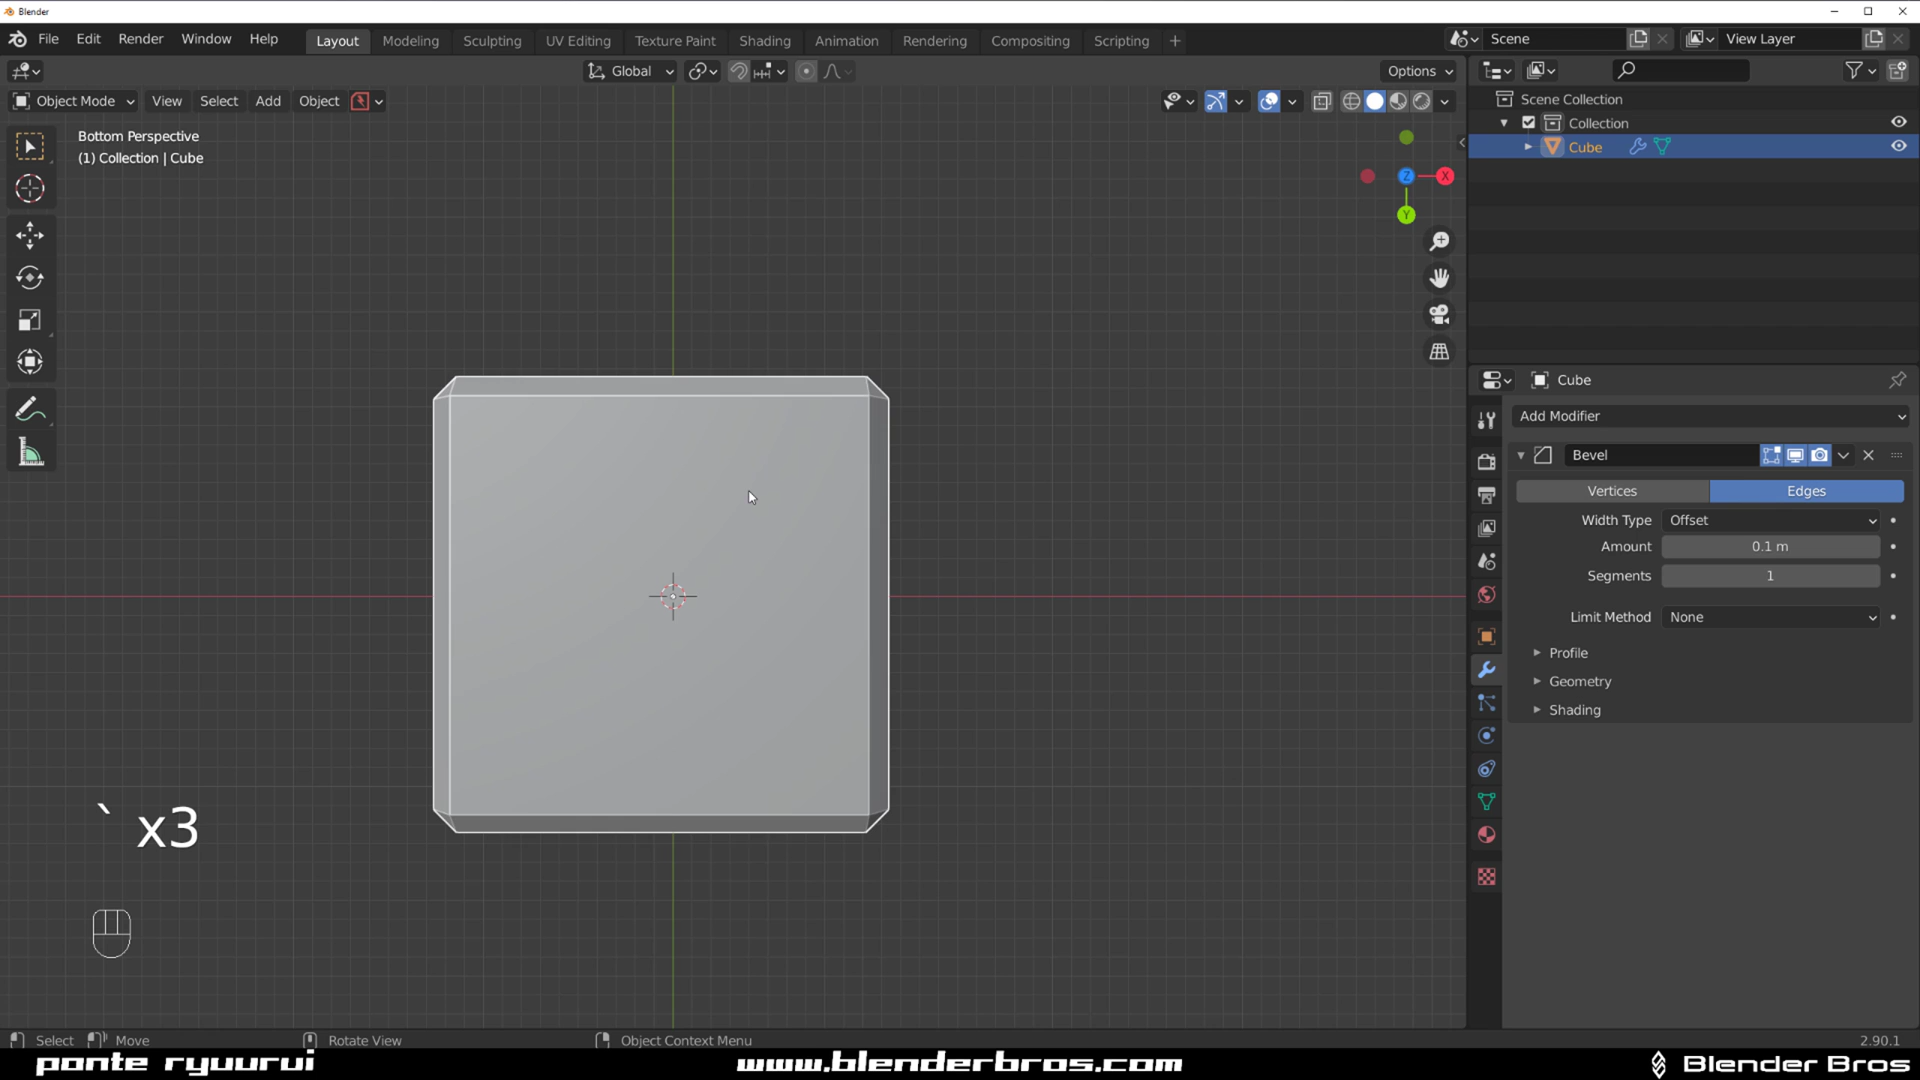 Blender
File Edit Render Window Help Layout Modeling Sculpting UV Editing Texture Paint Shading Animation Rendering Compositing Scripting + Scene View Layer
Global Options
Object Mode View Select Add Object
Scene Collection
Collection
Cube
Bottom Perspective
(1) Collection | Cube
X
Z
Y
Cube
Add Modifier
Bevel
Vertices Edges
Width Type Offset
Amount 0.1 m
Segments 1
Limit Method None
Profile
Geometry
Shading
` x3
Select Move Rotate View Object Context Menu 2.90.1
ponte ryuurui www.blenderbros.com Blender Bros